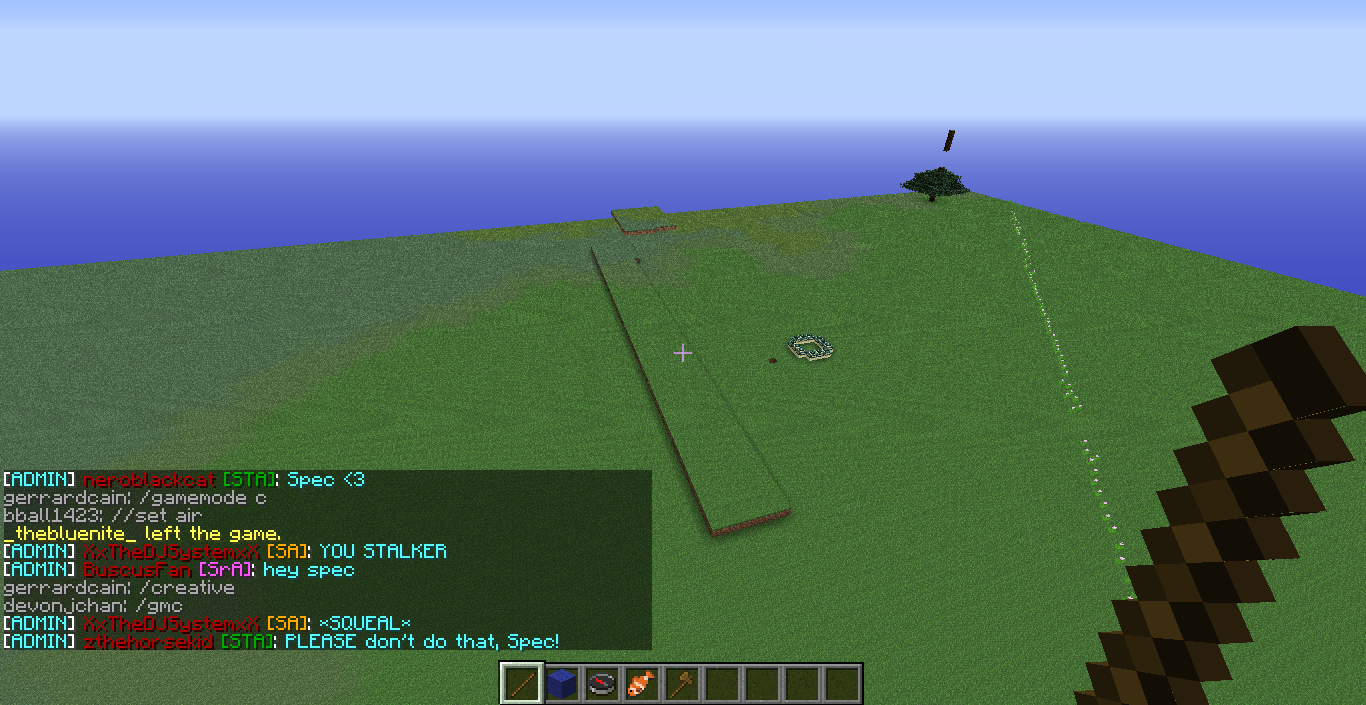 [ADMIN] neroblackcat [STA]: Spec <3
gerrardcain: /gamemode c
bball1423: //set air
_thebluenite_ left the game.
[ADMIN] XxTheDJSystemxX [SA]: YOU STALKER
[ADMIN] BuscusFan [SrA]: hey spec
gerrardcain: /creative
devonjchan: /gmc
[ADMIN] XxTheDJSystemxX [SA]: *SQUEAL*
[ADMIN] zthehorsekid [STA]: PLEASE don't do that, Spec!